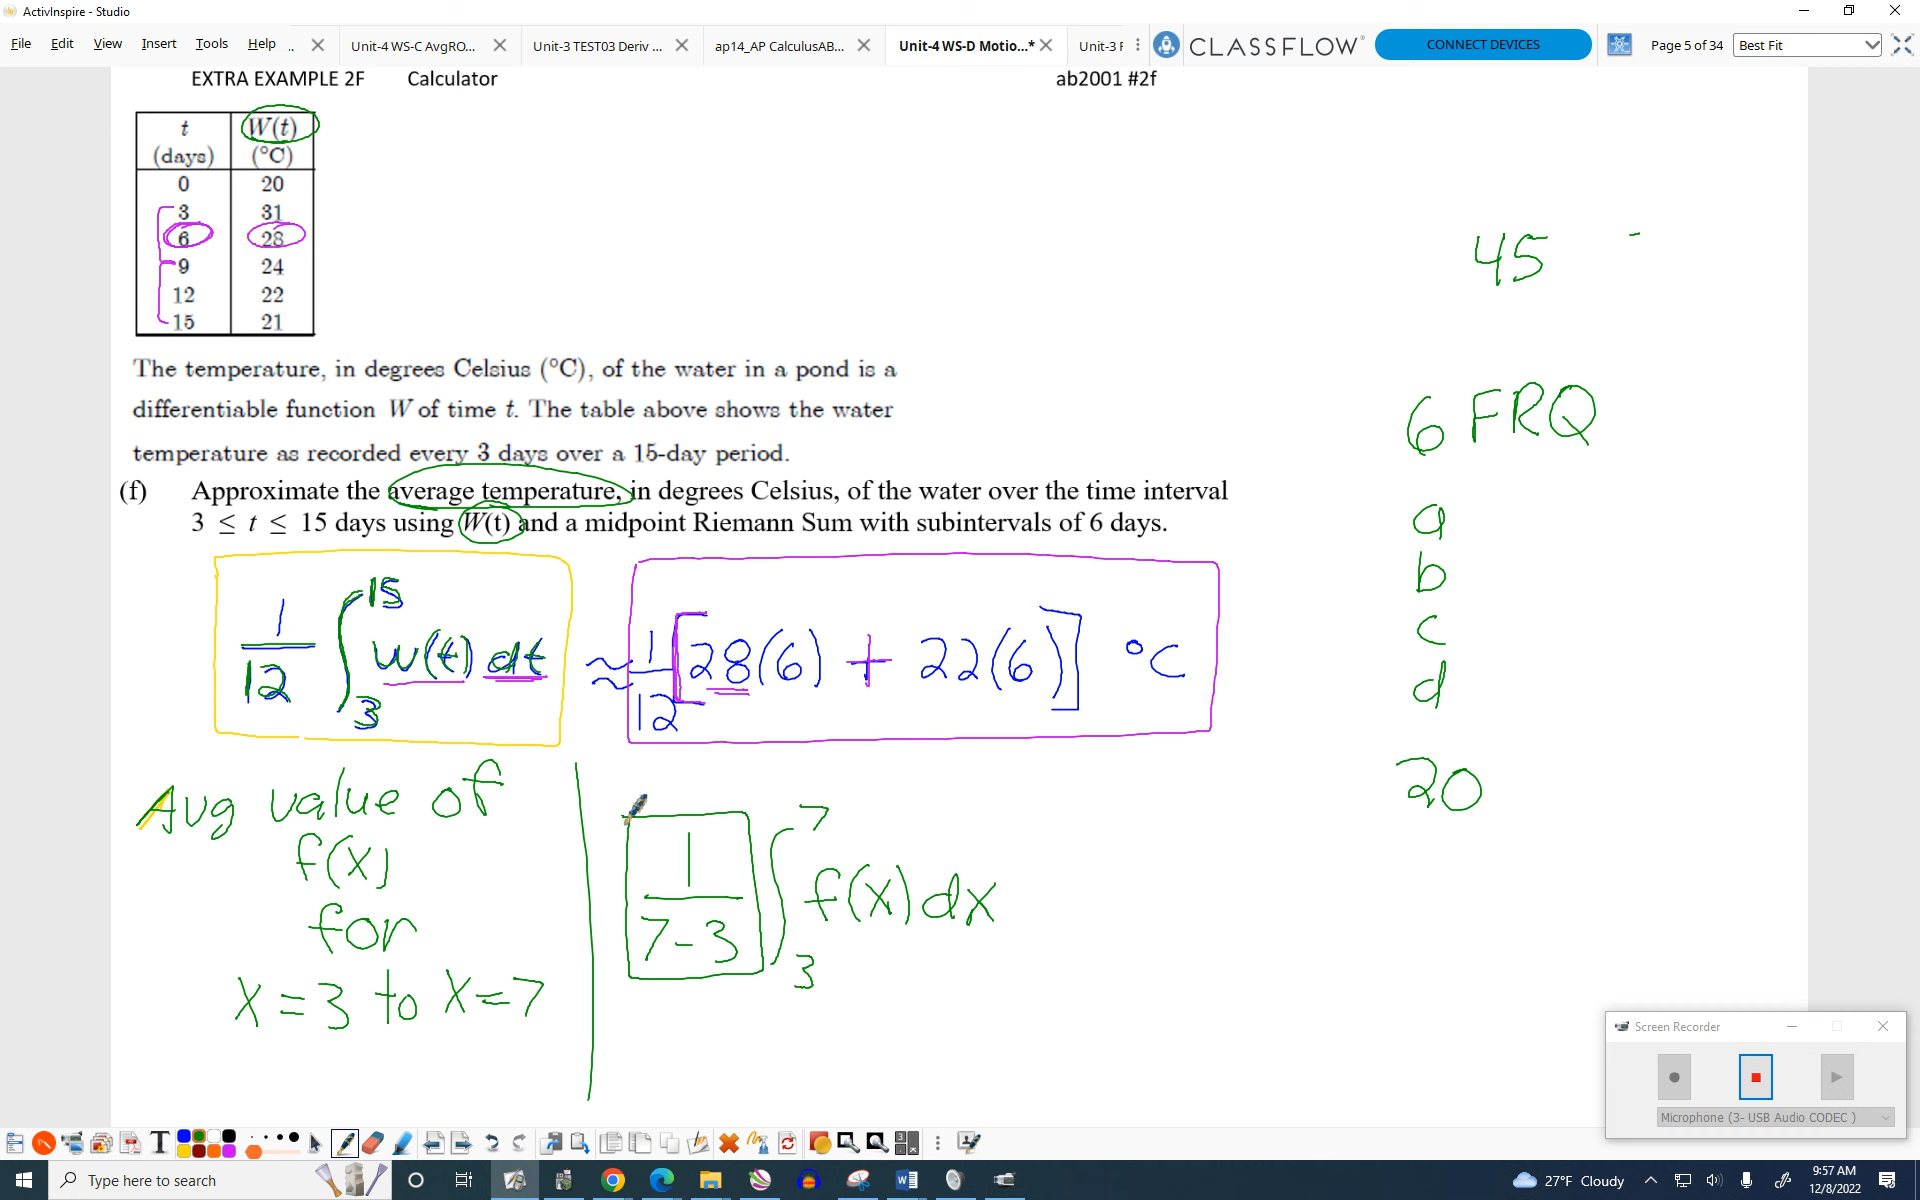 ActivInspire - Studio
File Edit View Insert Tools Help .. Unit-4 WS-C AvgRO... Unit-3 TEST03 Deriv ... ap14_AP CalculusAB... Unit-4 WS-D Motio...* Unit-3 F CLASSFLOW CONNECT DEVICES Page 5 of 34 Best Fit
EXTRA EXAMPLE 2F Calculator ab2001 #2f
t W(t)
(days) (°C)
0 20
3 31
6 28
9 24
12 22
15 21
45 -
The temperature, in degrees Celsius (°C), of the water in a pond is a
differentiable function W of time t. The table above shows the water
temperature as recorded every 3 days over a 15-day period.
6 FRQ
(f) Approximate the average temperature, in degrees Celsius, of the water over the time interval
3 ≤ t ≤ 15 days using W(t) and a midpoint Riemann Sum with subintervals of 6 days.
a
b
c
d
20
1/12 ∫₃¹⁵ W(t) dt ≈ 1/12 [28(6) + 22(6)] °C
Avg value of
f(x)
for
x = 3 to x = 7
1/(7-3) ∫₃⁷ f(x) dx
Screen Recorder
Microphone (3- USB Audio CODEC )
Type here to search
27°F Cloudy
9:57 AM
12/8/2022